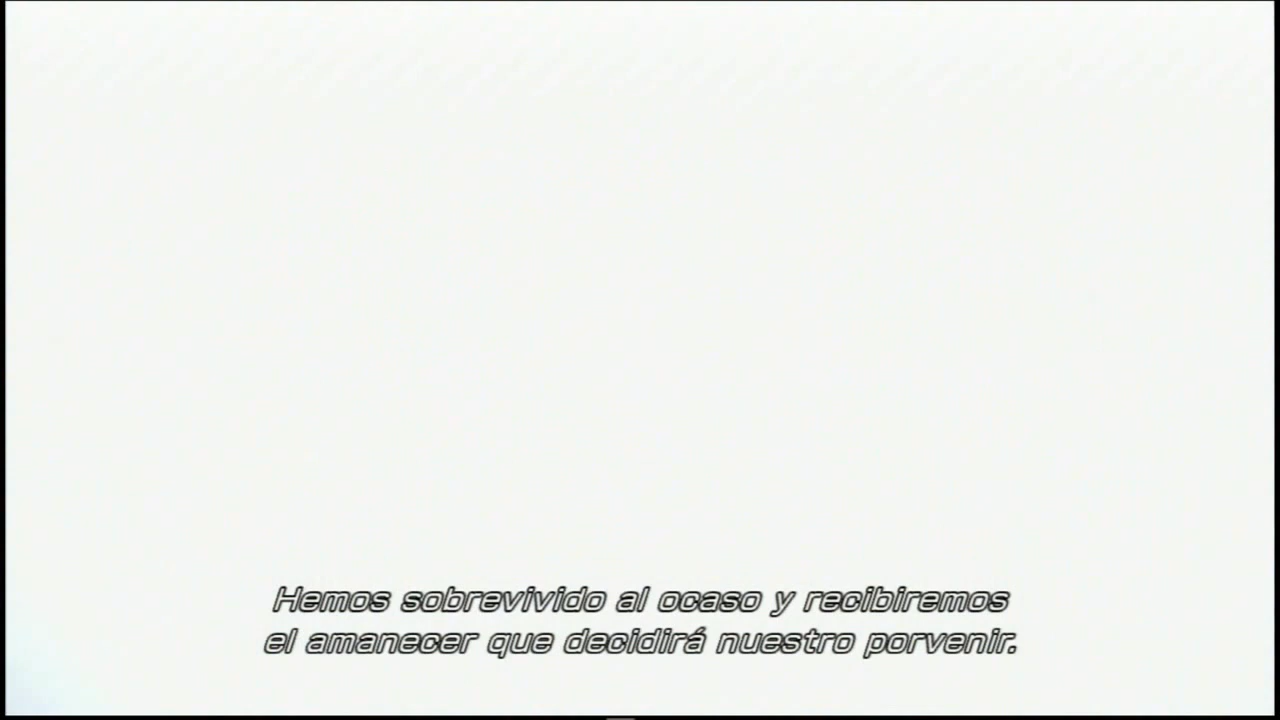 Hemos sobrevivido al ocaso y recibiremos
el amanecer que decidirá nuestro porvenir.